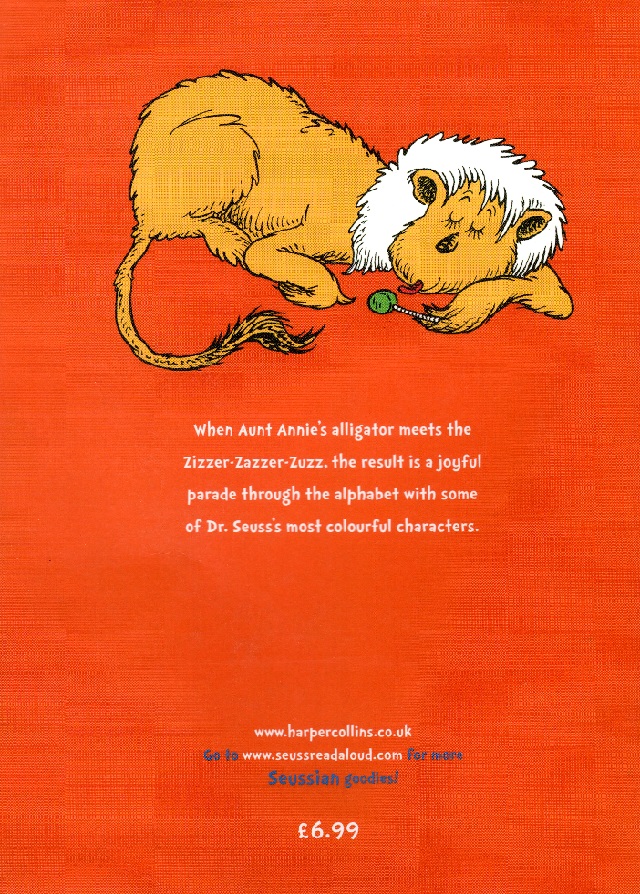 When Aunt Annie's alligator meets the
Zizzer-Zazzer-Zuzz, the result is a joyful
parade through the alphabet with some
of Dr. Seuss's most colourful characters.
www.harpercollins.co.uk
Go to www.seussreadaloud.com for more
Seussian goodies!
£6.99